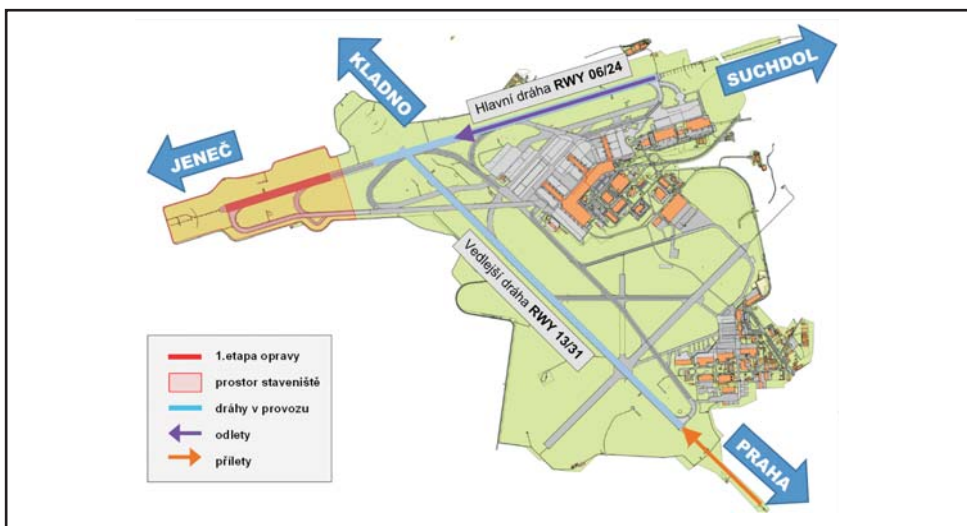 KLADNO
SUCHDOL
Hlavní dráha RWY 06/24
JENEČ
Vedlejší dráha RWY 13/31
1.etapa opravy
prostor staveniště
dráhy v provozu
odlety
přílety
PRAHA